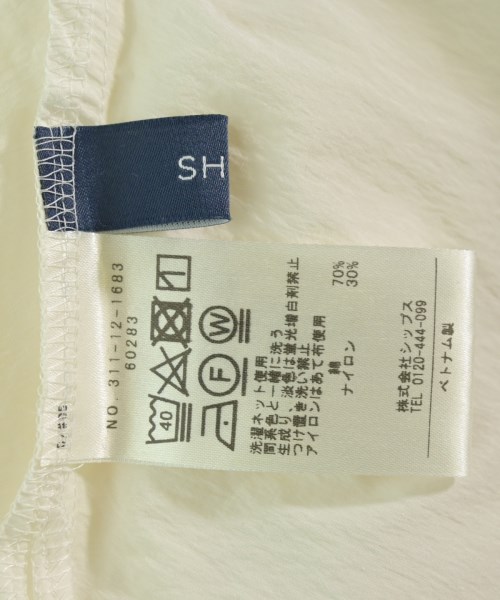 SH
NO. 311-12-1683
60283
40
F
W
洗濯ネット使用
同系色と一緒に洗う
生成り、淡色は蛍光増白剤禁止
つけ置き洗い禁止
アイロンはあて布使用
綿 70%
ナイロン 30%
株式会社シップス
TEL 0120-444-099
ベトナム製